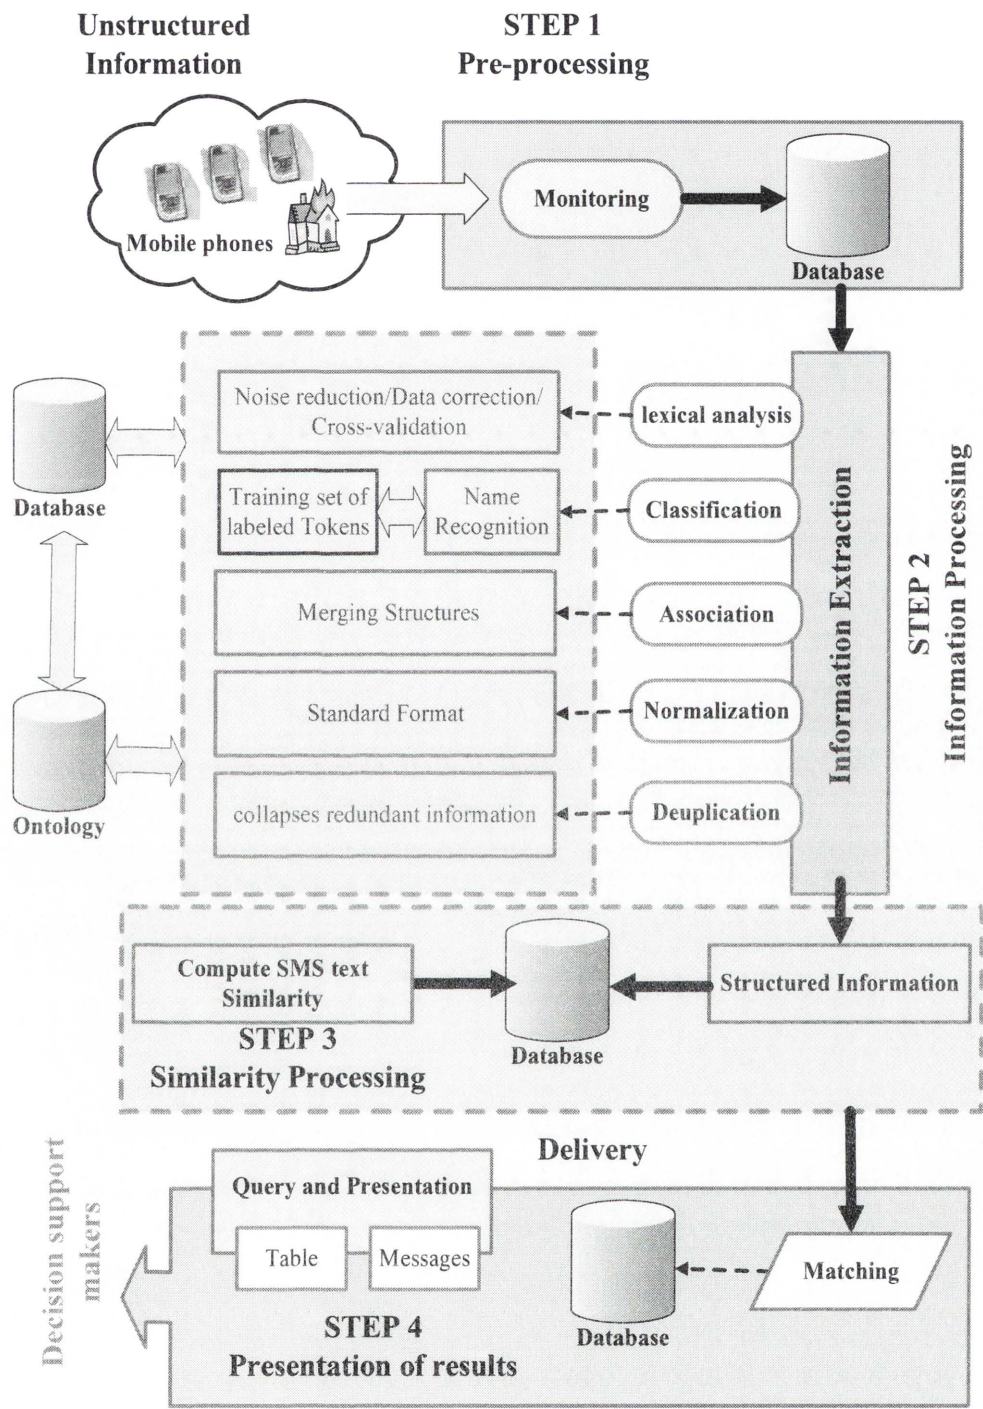 Unstructured
Information
STEP 1
Pre-processing
Mobile phones
Monitoring
Database
Database
Ontology
Noise reduction/Data correction/
Cross-validation
Training set of
labeled Tokens
Name
Recognition
Merging Structures
Standard Format
collapses redundant information
lexical analysis
Classification
Association
Normalization
Deuplication
Information Extraction
STEP 2
Information Processing
Compute SMS text
Similarity
STEP 3
Similarity Processing
Database
Structured Information
Delivery
Query and Presentation
Table
Messages
STEP 4
Presentation of results
Database
Matching
Decision support
makers